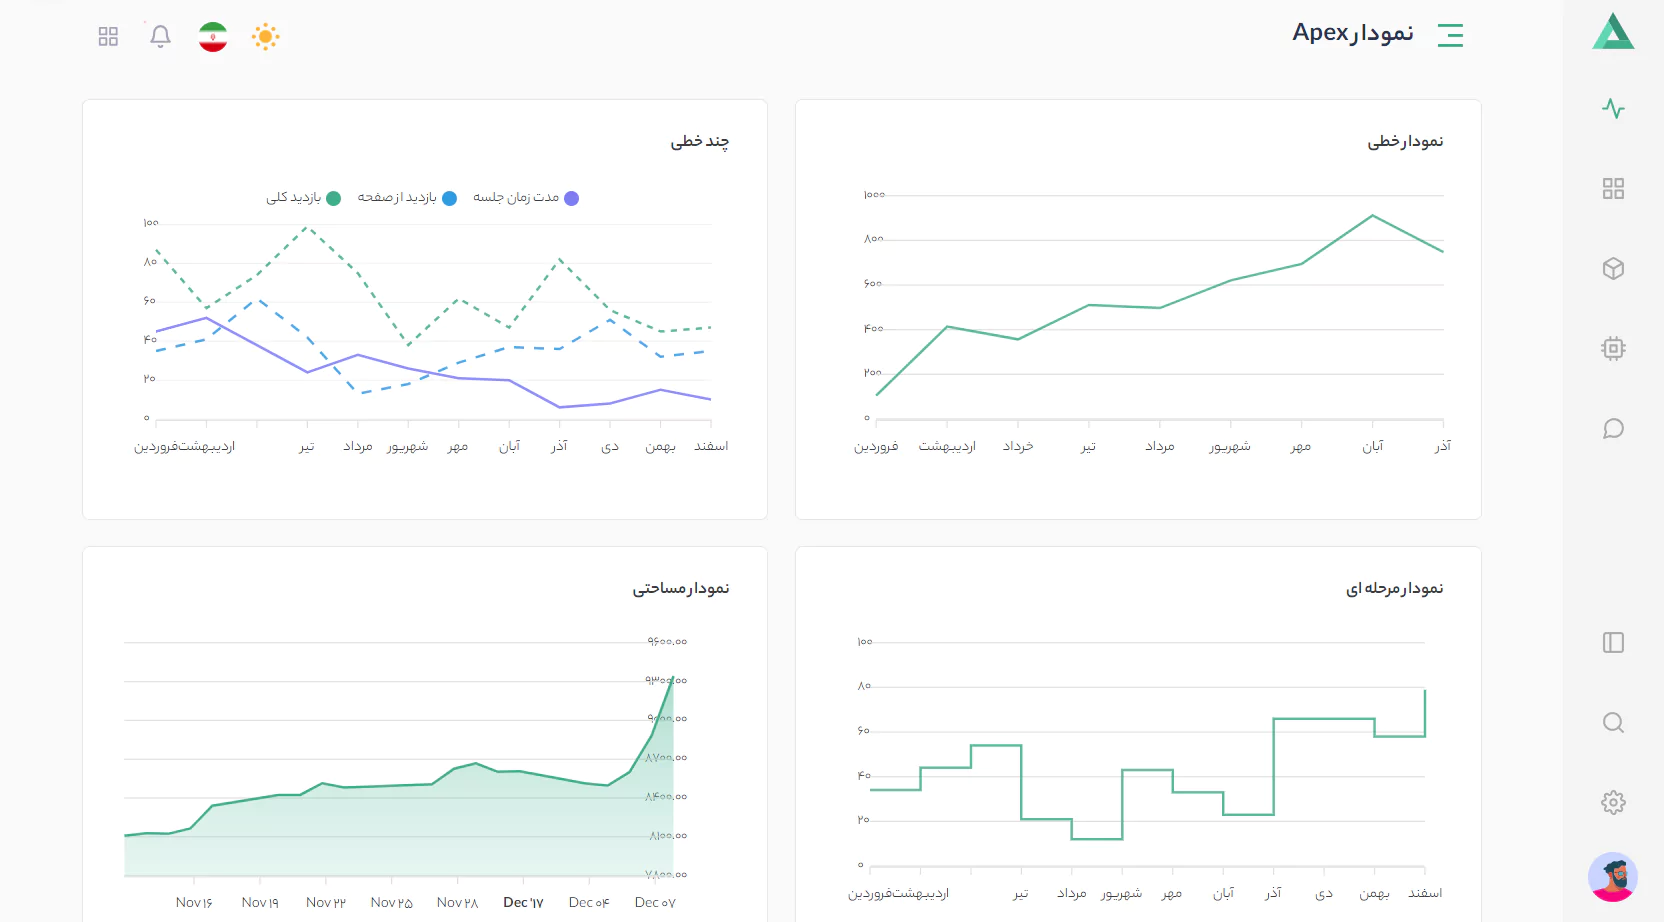 نمودار Apex
نمودار خطی
۱۰۰۰
۸۰۰
۶۰۰
۴۰۰
۲۰۰
۰
فروردین اردیبهشت خرداد تیر مرداد شهریور مهر آبان آذر
چند خطی
مدت زمان جلسه بازدید از صفحه بازدید کلی
۱۰۰
۸۰
۶۰
۴۰
۲۰
۰
فروردین اردیبهشت تیر مرداد شهریور مهر آبان آذر دی بهمن اسفند
نمودار مرحله ای
۱۰۰
۸۰
۶۰
۴۰
۲۰
۰
فروردین اردیبهشت تیر مرداد شهریور مهر آبان آذر دی بهمن اسفند
نمودار مساحتی
۹۶۰۰.۰۰
۹۳۰۰.۰۰
۹۰۰۰.۰۰
۸۷۰۰.۰۰
۸۴۰۰.۰۰
۸۱۰۰.۰۰
۷۸۰۰.۰۰
Nov ۱۶ Nov ۱۹ Nov ۲۲ Nov ۲۵ Nov ۲۸ Dec '۱۷ Dec ۰۴ Dec ۰۷